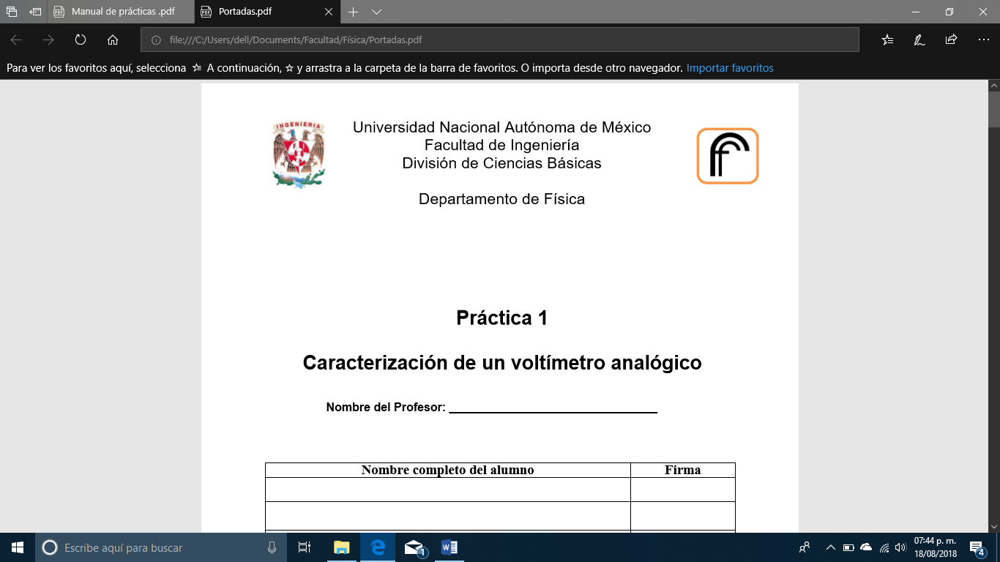 Manual de prácticas .pdf
Portadas.pdf
file:///C:/Users/dell/Documents/Facultad/Física/Portadas.pdf
Para ver los favoritos aquí, selecciona A continuación, y arrastra a la carpeta de la barra de favoritos. O importa desde otro navegador. Importar favoritos
INGENIERIA
Universidad Nacional Autónoma de México
Facultad de Ingeniería
División de Ciencias Básicas
Departamento de Física
Práctica 1
Caracterización de un voltímetro analógico
Nombre del Profesor:
Nombre completo del alumno Firma
Escribe aquí para buscar
1
07:44 p. m.
18/08/2018
4